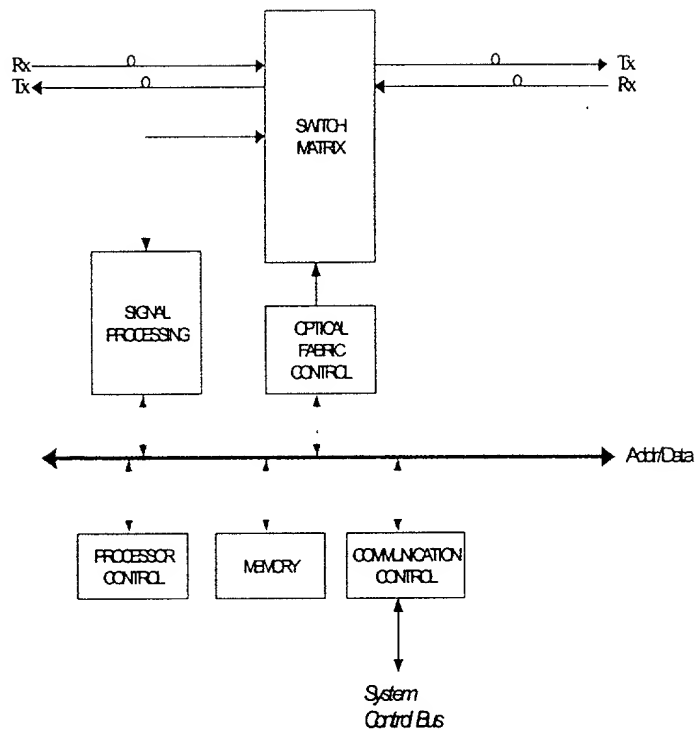 Rx
Tx
Tx
Rx
SWITCH
MATRIX
SIGNAL
PROCESSING
OPTICAL
FABRIC
CONTROL
Addr/Data
PROCESSOR
CONTROL
MEMORY
COMMUNICATION
CONTROL
System
Control Bus